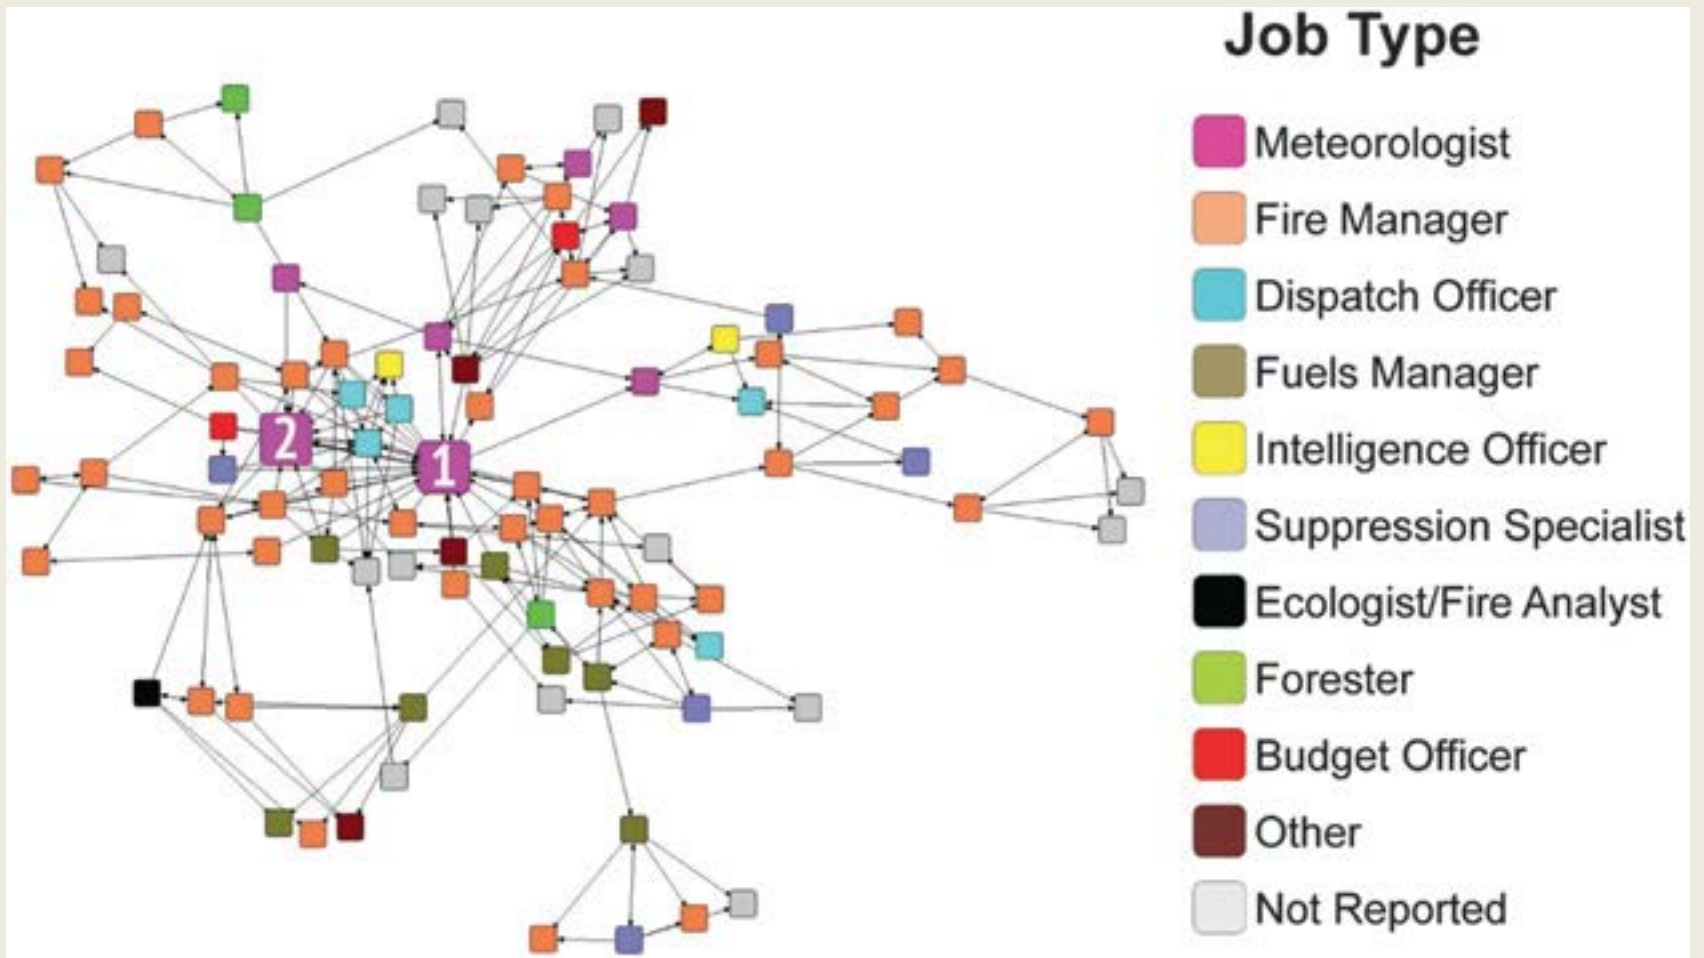 Job Type
Meteorologist
Fire Manager
Dispatch Officer
Fuels Manager
Intelligence Officer
Suppression Specialist
Ecologist/Fire Analyst
Forester
Budget Officer
Other
Not Reported
2
1